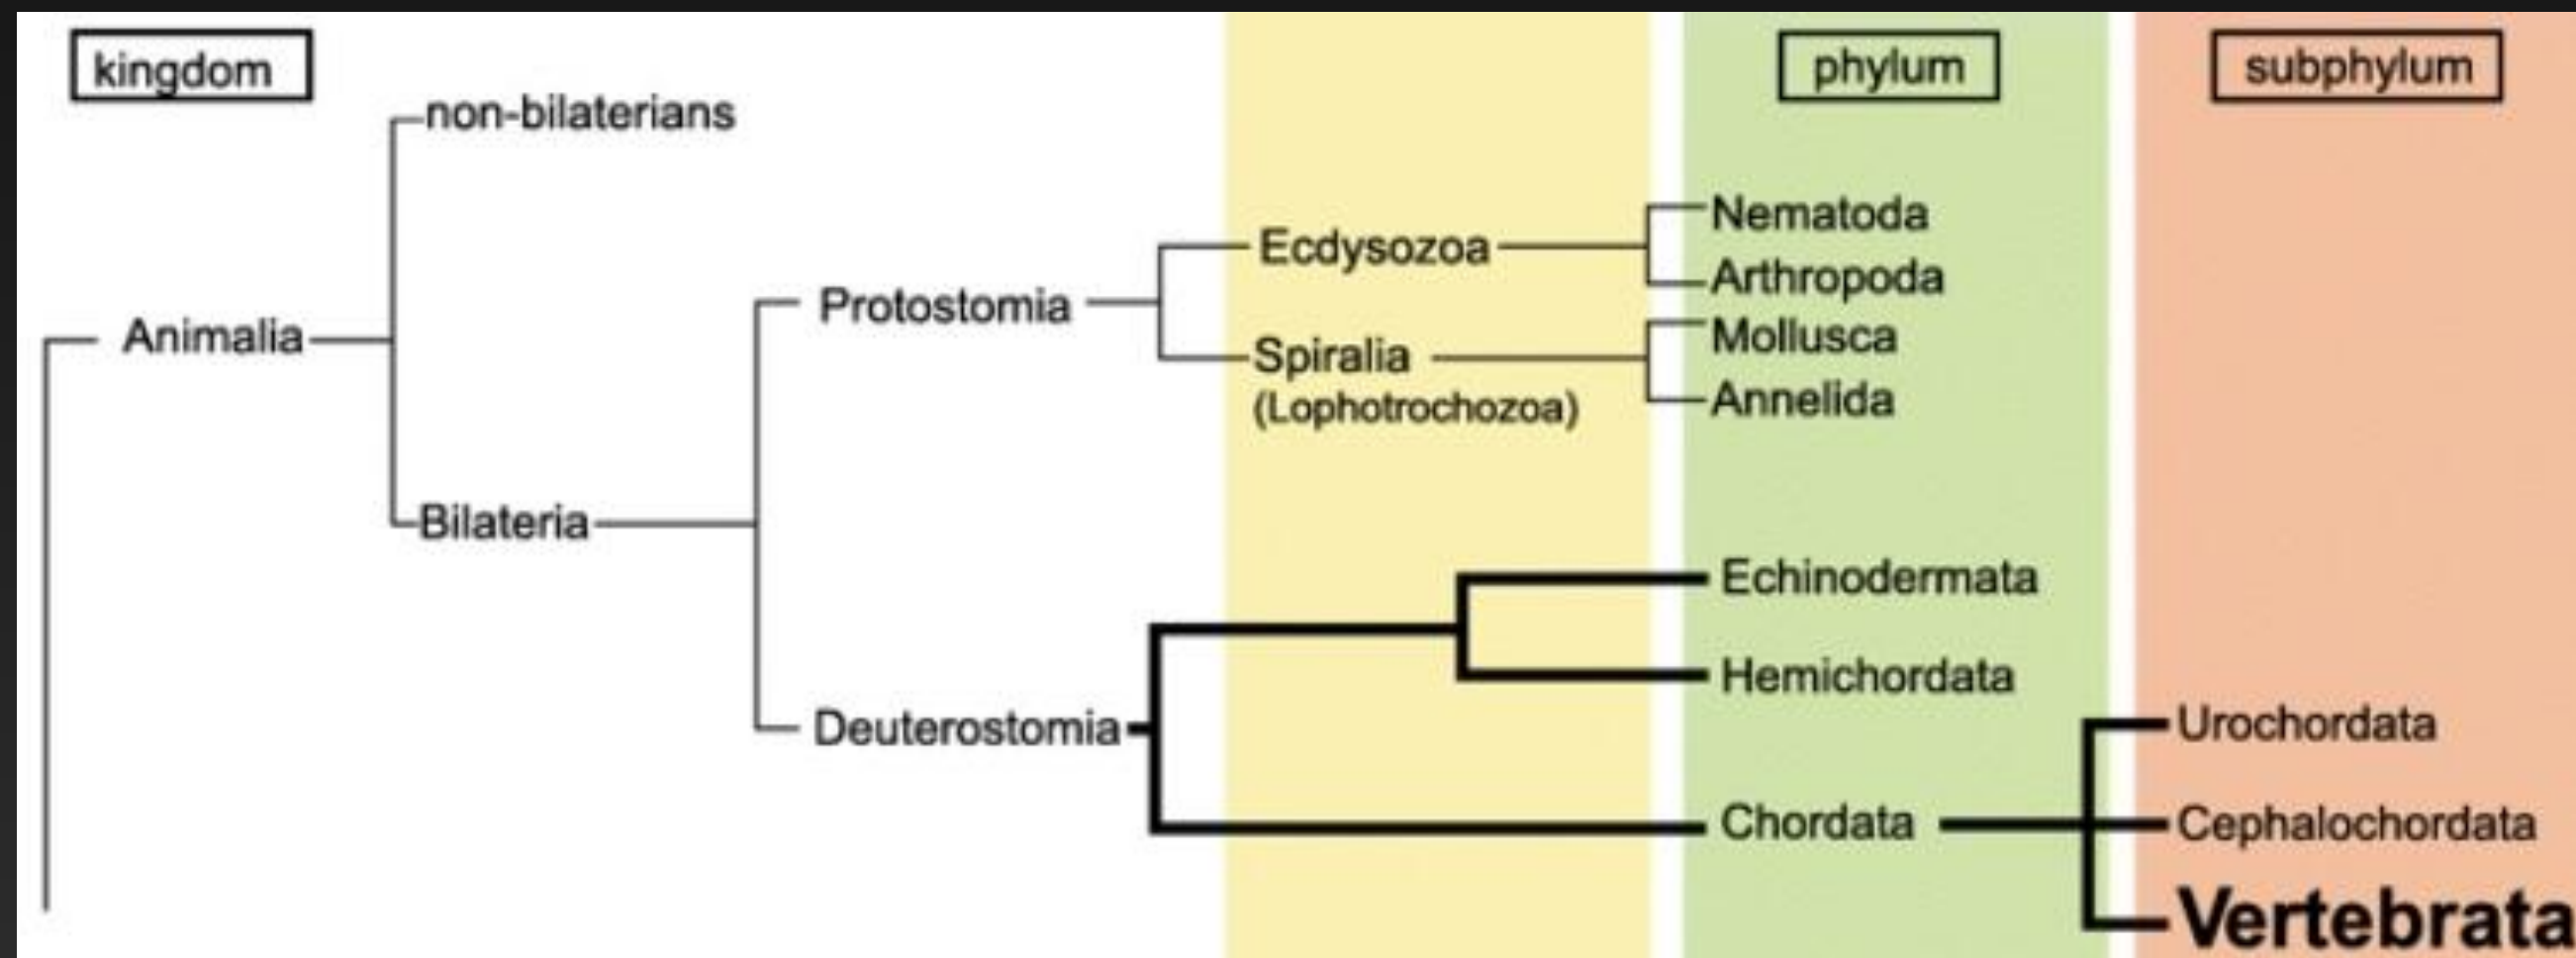 kingdom
phylum
subphylum
non-bilaterians
Nematoda
Ecdysozoa
Arthropoda
Protostomia
Mollusca
Animalia
Spiralia
(Lophotrochozoa)
Annelida
Bilateria
Echinodermata
Hemichordata
Deuterostomia
Urochordata
Chordata
Cephalochordata
Vertebrata